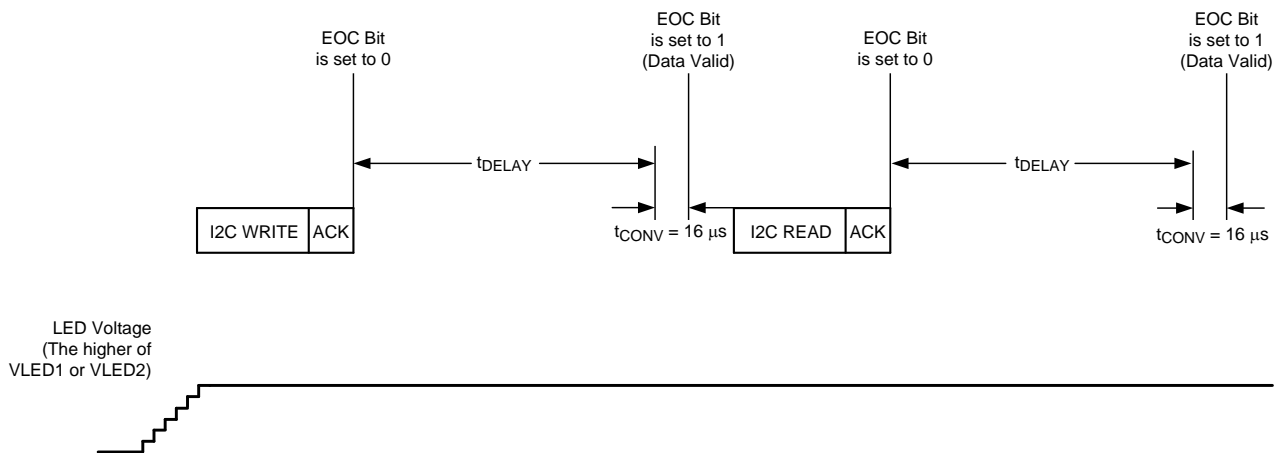 EOC Bit
is set to 0
EOC Bit
is set to 1
(Data Valid)
EOC Bit
is set to 0
EOC Bit
is set to 1
(Data Valid)
tDELAY
tDELAY
I2C WRITE ACK
tCONV = 16 μs
I2C READ ACK
tCONV = 16 μs
LED Voltage
(The higher of
VLED1 or VLED2)